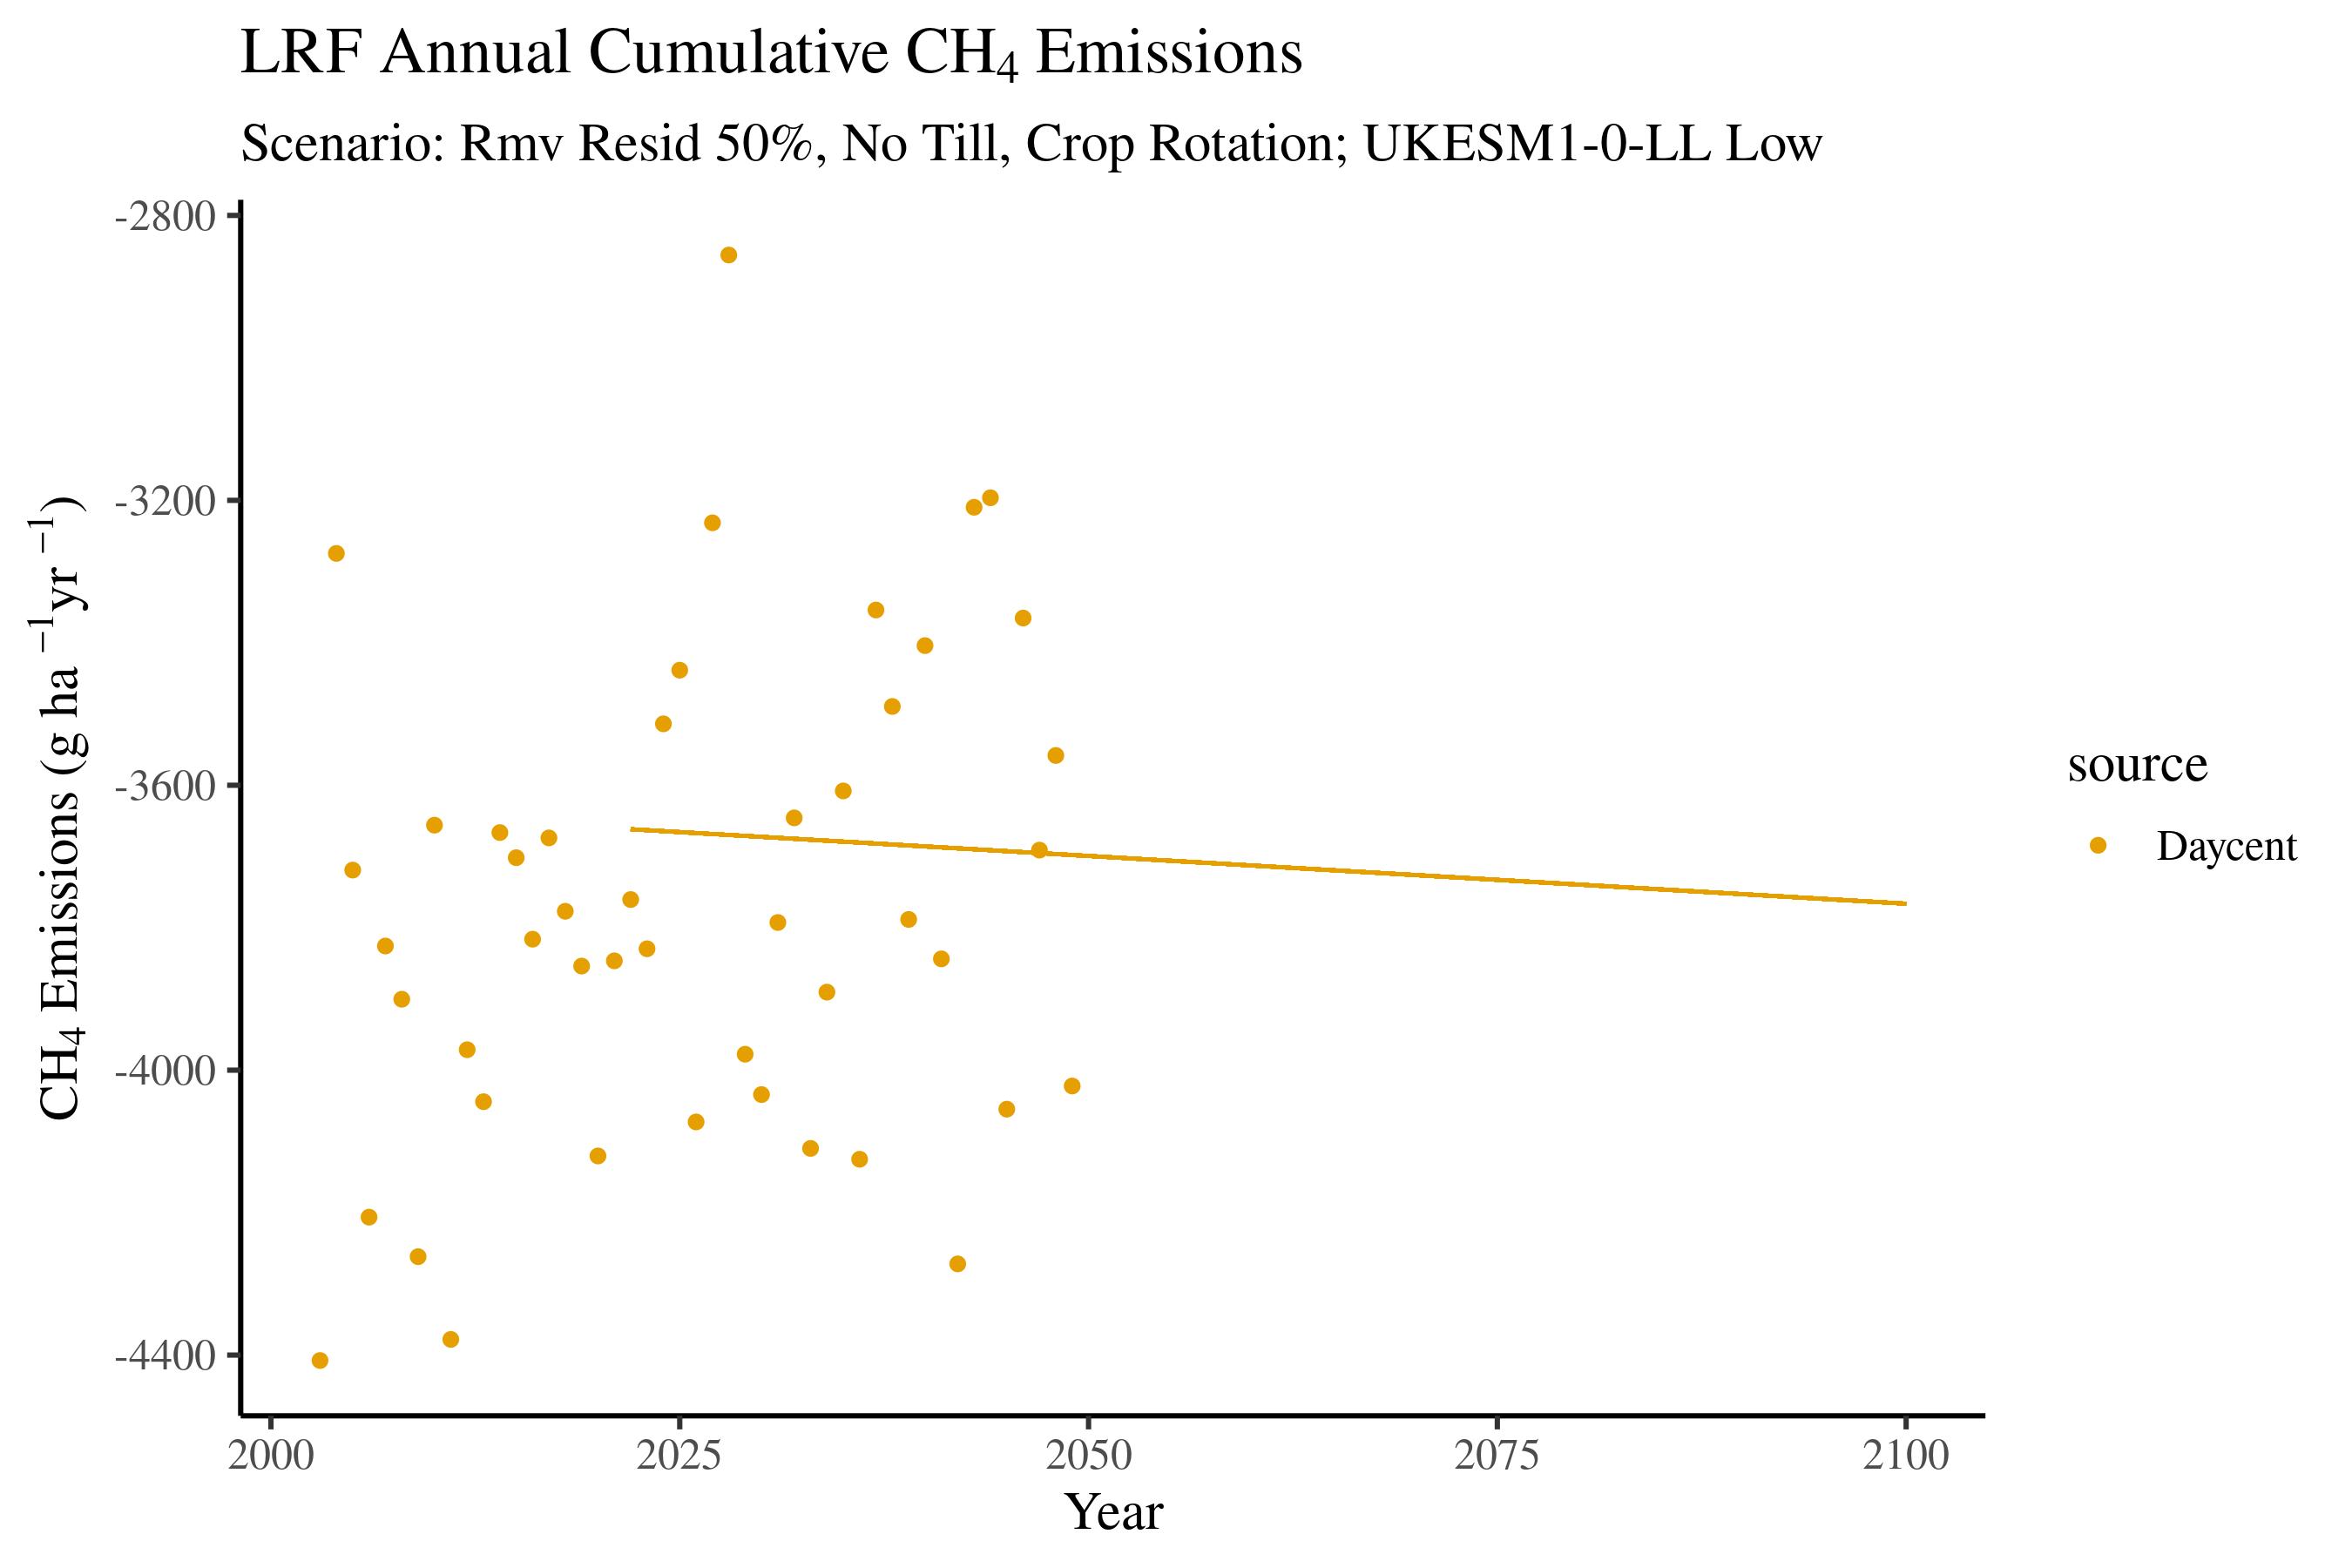 LRF Annual Cumulative CH₄ Emissions
Scenario: Rmv Resid 50%, No Till, Crop Rotation; UKESM1-0-LL Low
CH₄ Emissions (g ha ⁻¹yr ⁻¹)
-2800
-3200
-3600
-4000
-4400
2000 2025 2050 2075 2100
Year
source
Daycent